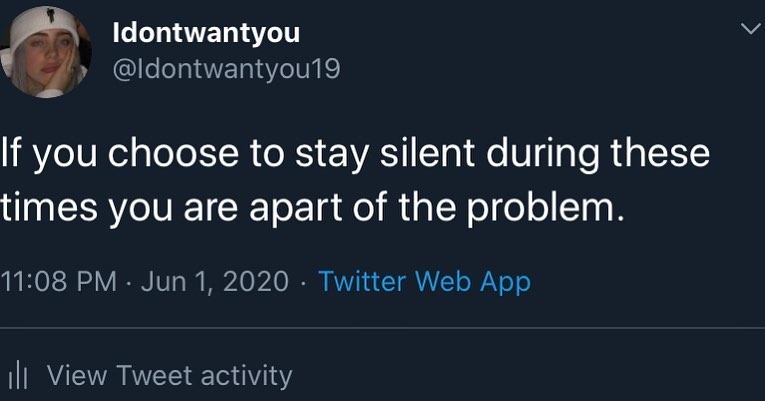 Idontwantyou
@Idontwantyou19
If you choose to stay silent during these
times you are apart of the problem.
11:08 PM · Jun 1, 2020 · Twitter Web App
View Tweet activity